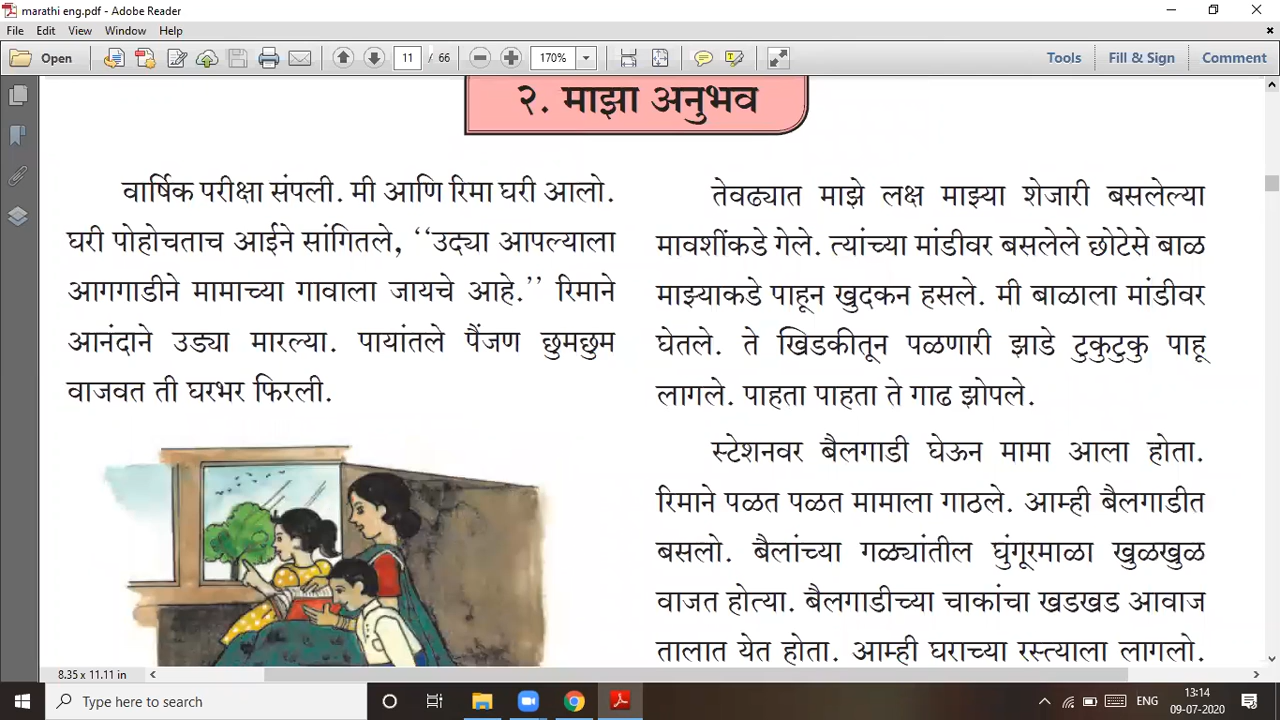 marathi eng.pdf - Adobe Reader
File Edit View Window Help
Open 11 / 66 170% Tools Fill & Sign Comment
२. माझा अनुभव
वार्षिक परीक्षा संपली. मी आणि रिमा घरी आलो.
घरी पोहोचताच आईने सांगितले, ‘‘उद्या आपल्याला
आगगाडीने मामाच्या गावाला जायचे आहे.’’ रिमाने
आनंदाने उड्या मारल्या. पायांतले पैंजण छुमछुम
वाजवत ती घरभर फिरली.
तेवढ्यात माझे लक्ष माझ्या शेजारी बसलेल्या
मावशींकडे गेले. त्यांच्या मांडीवर बसलेले छोटेसे बाळ
माझ्याकडे पाहून खुदकन हसले. मी बाळाला मांडीवर
घेतले. ते खिडकीतून पळणारी झाडे टुकुटुकु पाहू
लागले. पाहता पाहता ते गाढ झोपले.
स्टेशनवर बैलगाडी घेऊन मामा आला होता.
रिमाने पळत पळत मामाला गाठले. आम्ही बैलगाडीत
बसलो. बैलांच्या गळ्यांतील घुंगूरमाळा खुळखुळ
वाजत होत्या. बैलगाडीच्या चाकांचा खडखड आवाज
तालात येत होता. आम्ही घराच्या रस्त्याला लागलो.
8.35 x 11.11 in
Type here to search
ENG
13:14
09-07-2020